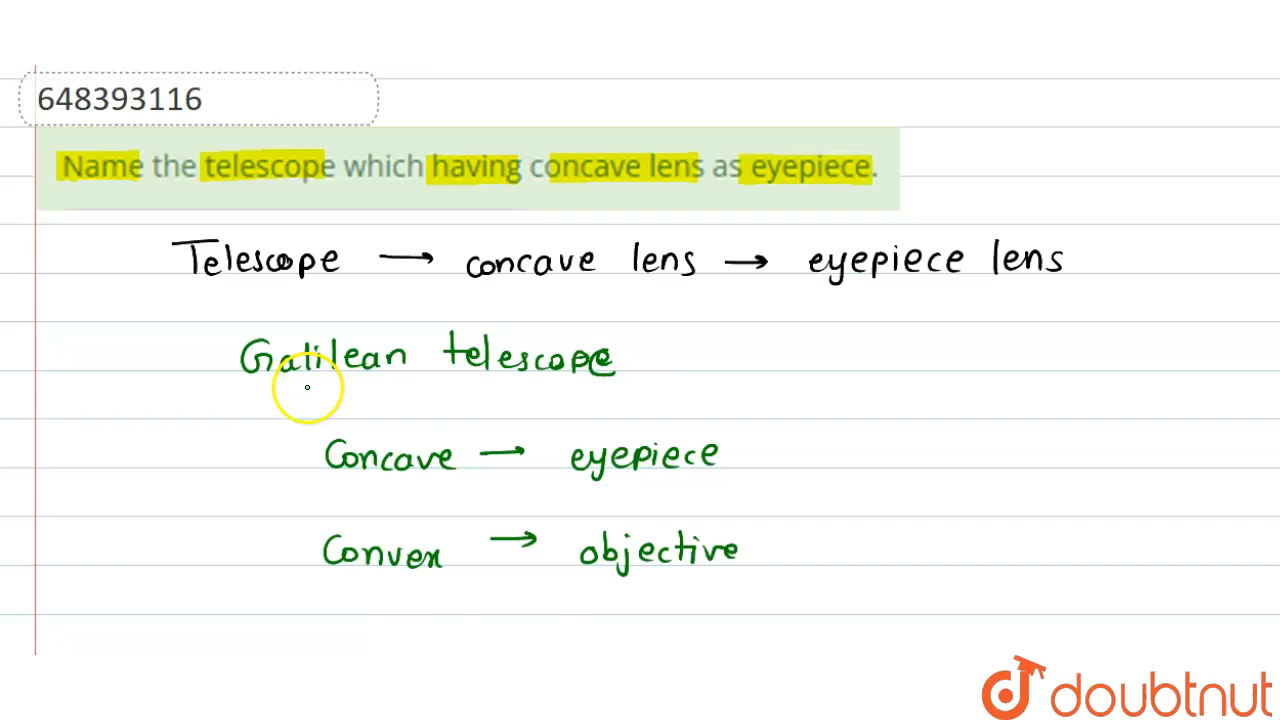 648393116
Name the telescope which having concave lens as eyepiece.
Telescope → concave lens → eyepiece lens
Galilean telescope
Concave → eyepiece
Convex → objective
doubtnut